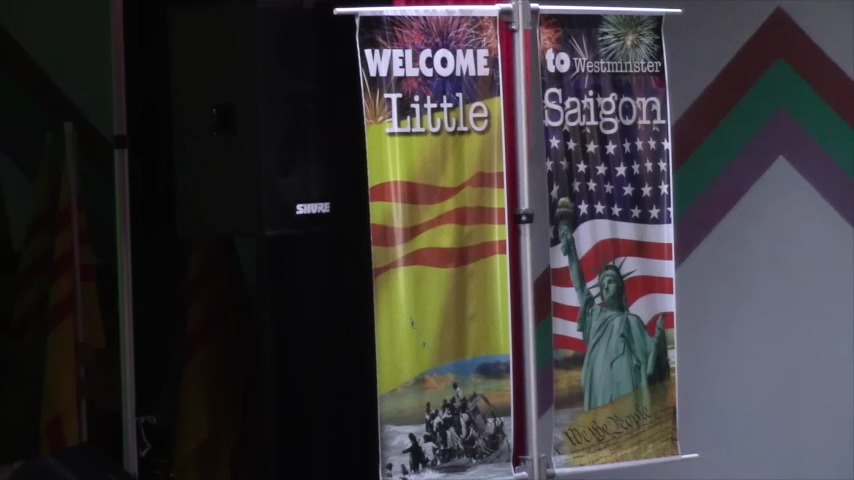 SHURE
WELCOME
Little
to Westminster
Saigon
We the People